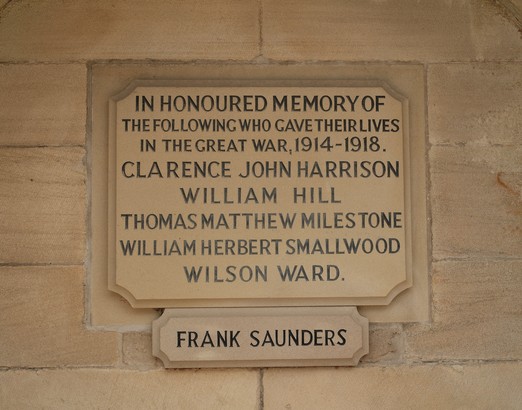 IN HONOURED MEMORY OF
THE FOLLOWING WHO GAVE THEIR LIVES
IN THE GREAT WAR, 1914-1918.
CLARENCE JOHN HARRISON
WILLIAM HILL
THOMAS MATTHEW MILESTONE
WILLIAM HERBERT SMALLWOOD
WILSON WARD.
FRANK SAUNDERS